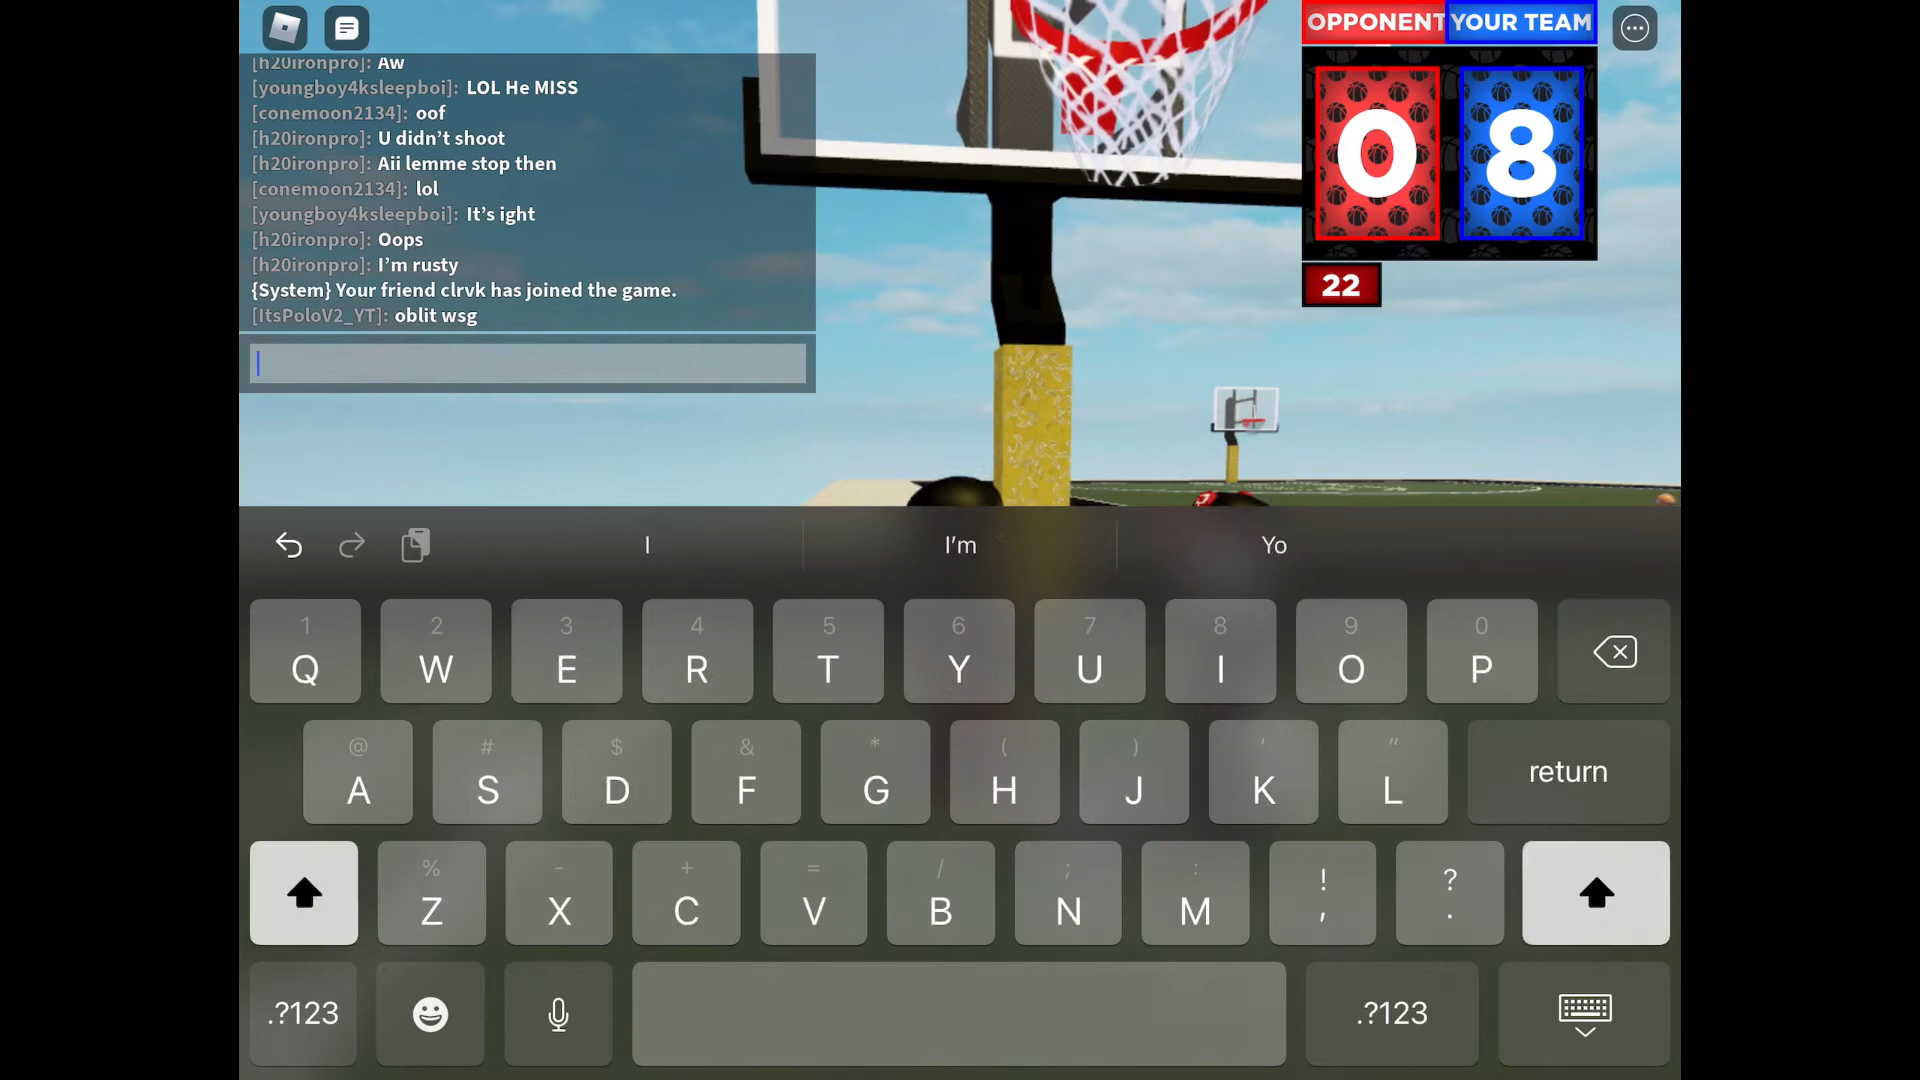 OPPONENT YOUR TEAM
[h20ironpro]: Aw
[youngboy4ksleepboi]: LOL He MISS
[conemoon2134]: oof
[h20ironpro]: U didn’t shoot
[h20ironpro]: Aii lemme stop then
[conemoon2134]: lol
[youngboy4ksleepboi]: It’s ight
[h20ironpro]: Oops
[h20ironpro]: I’m rusty
{System} Your friend clrvk has joined the game.
[ItsPoloV2_YT]: oblit wsg
0 8
22
I I'm Yo
1 2 3 4 5 6 7 8 9 0
Q W E R T Y U I O P
@ # $ & * ( ) ' "
A S D F G H J K L return
% - + = / ; : ! ?
Z X C V B N M , .
.?123 .?123